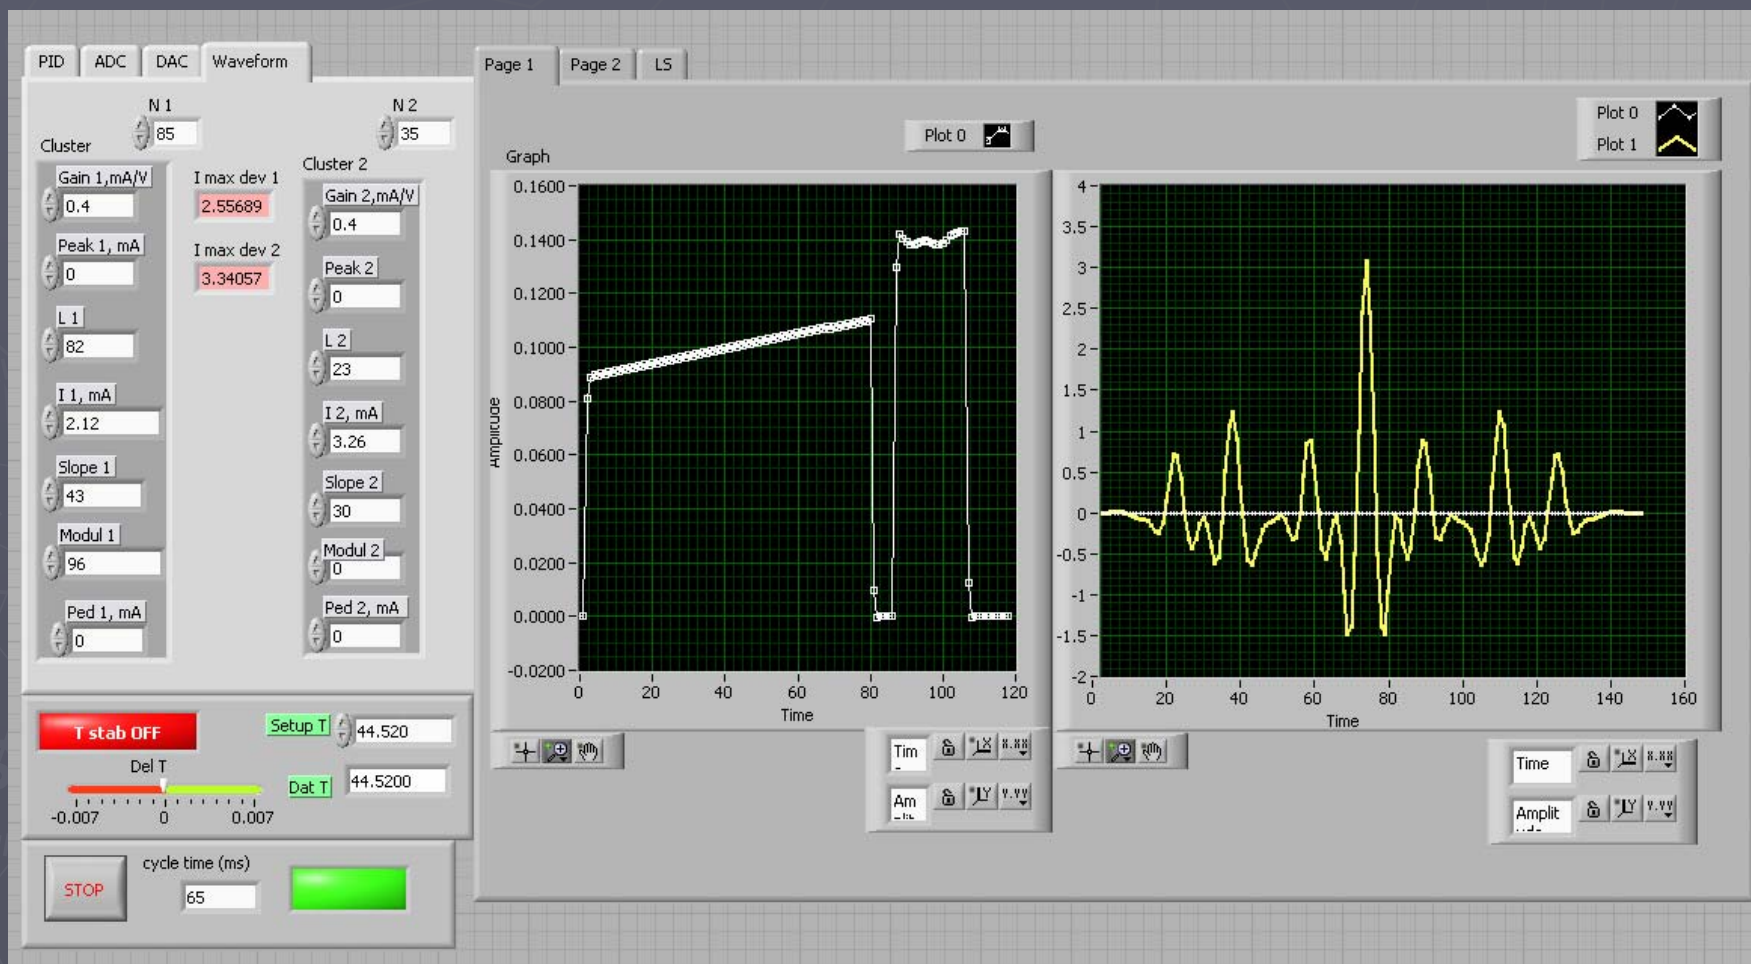 PID ADC DAC Waveform
N 1
85
N 2
35
Cluster
Gain 1,mA/V
0.4
Peak 1, mA
0
L 1
82
I 1, mA
2.12
Slope 1
43
Modul 1
96
Ped 1, mA
0
I max dev 1
2.55689
I max dev 2
3.34057
Cluster 2
Gain 2,mA/V
0.4
Peak 2
0
L 2
23
I 2, mA
3.26
Slope 2
30
Modul 2
0
Ped 2, mA
0
T stab OFF
Setup T
44.520
Del T
-0.007 0 0.007
Dat T
44.5200
STOP
cycle time (ms)
65
Page 1 Page 2 LS
Plot 0
Graph
0.1600
0.1400
0.1200
0.1000
0.0800
0.0600
0.0400
0.0200
0.0000
-0.0200
Amplitude
0 20 40 60 80 100 120
Time
Tim
Am
X.XX
Y.YY
Plot 0
Plot 1
4
3.5
3
2.5
2
1.5
1
0.5
0
-0.5
-1
-1.5
-2
0 20 40 60 80 100 120 140 160
Time
Time
X.XX
Amplit
Y.YY